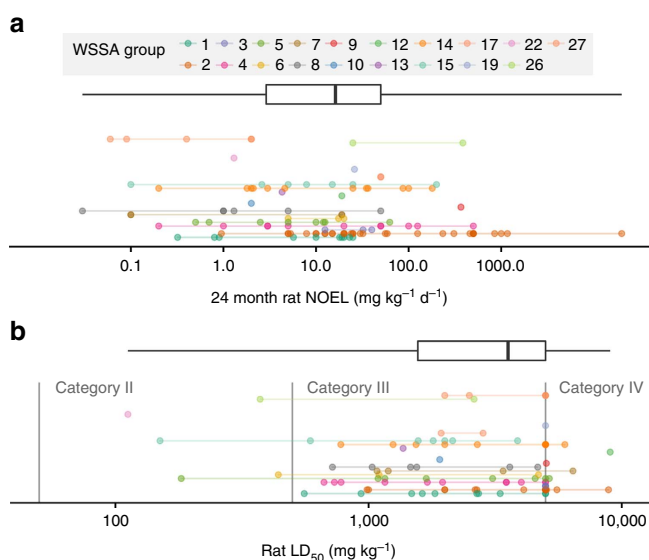 a
WSSA group
1 3 5 7 9 12 14 17 22 27
2 4 6 8 10 13 15 19 26
0.1 1.0 10.0 100.0 1000.0
24 month rat NOEL (mg kg⁻¹ d⁻¹)
b
Category II Category III Category IV
100 1,000 10,000
Rat LD₅₀ (mg kg⁻¹)